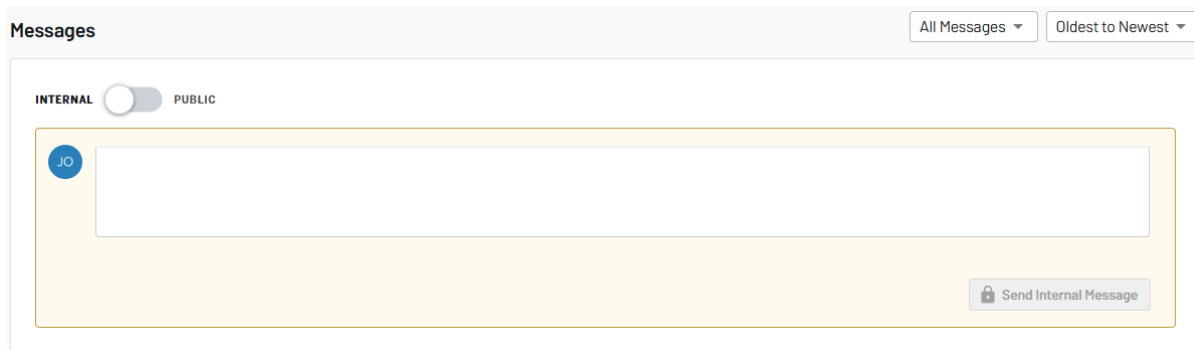 Messages
All Messages
Oldest to Newest
INTERNAL
PUBLIC
JO
Send Internal Message